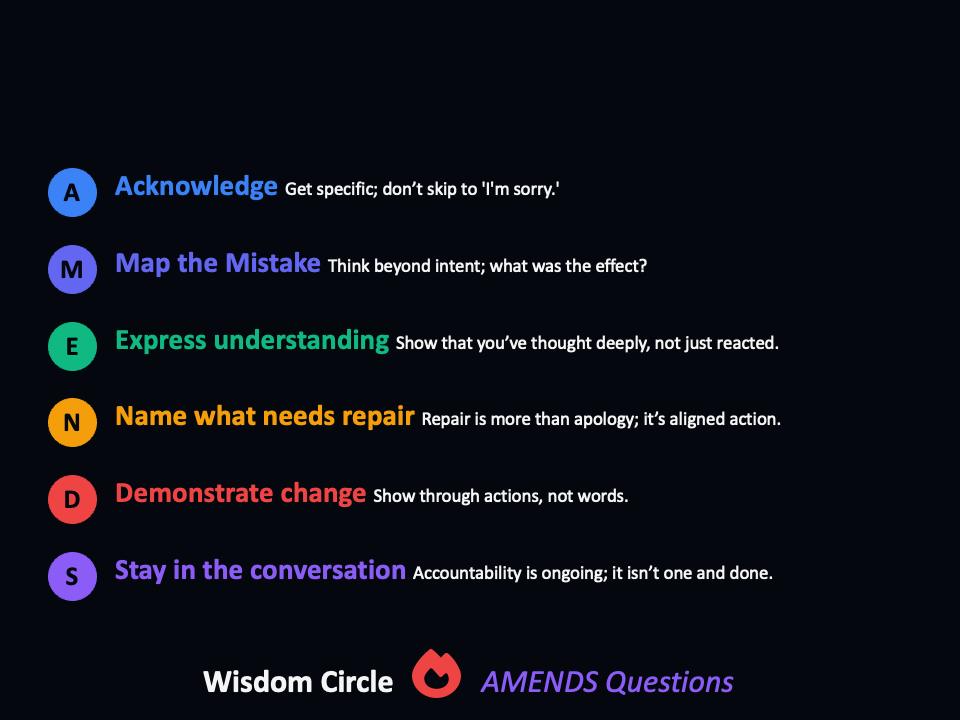 A Acknowledge Get specific; don’t skip to 'I'm sorry.'
M Map the Mistake Think beyond intent; what was the effect?
E Express understanding Show that you’ve thought deeply, not just reacted.
N Name what needs repair Repair is more than apology; it’s aligned action.
D Demonstrate change Show through actions, not words.
S Stay in the conversation Accountability is ongoing; it isn’t one and done.
Wisdom Circle AMENDS Questions